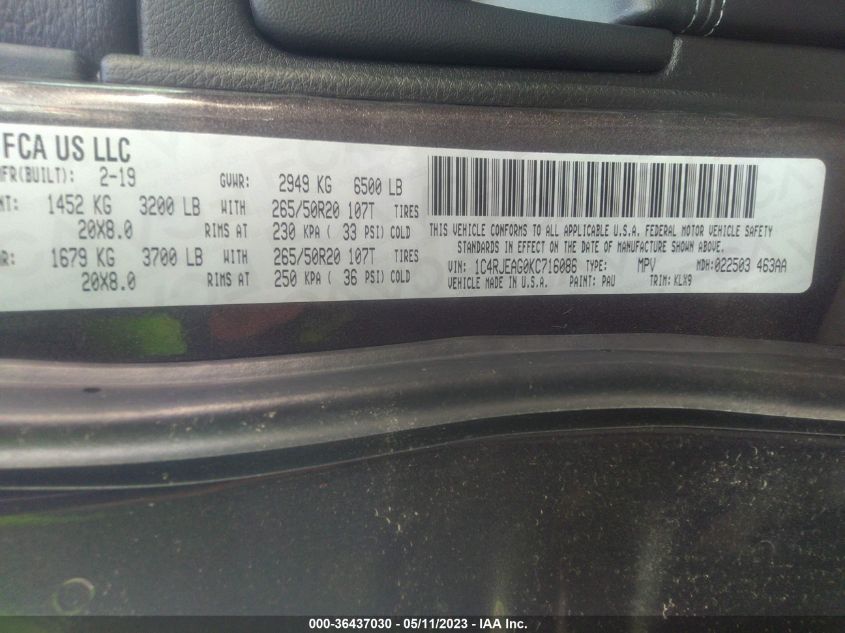 FCA US LLC
MFR(BUILT): 2-19 GVWR: 2949 KG 6500 LB
NT: 1452 KG 3200 LB WITH 265/50R20 107T TIRES
20X8.0 RIMS AT 230 KPA ( 33 PSI) COLD
AR: 1679 KG 3700 LB WITH 265/50R20 107T TIRES
20X8.0 RIMS AT 250 KPA ( 36 PSI) COLD
THIS VEHICLE CONFORMS TO ALL APPLICABLE U.S.A. FEDERAL MOTOR VEHICLE SAFETY
STANDARDS IN EFFECT ON THE DATE OF MANUFACTURE SHOWN ABOVE.
VIN: 1C4RJEAG0KC716086 TYPE: MPV MDH:022503 463AA
VEHICLE MADE IN U.S.A. PAINT: PAU TRIM: KLX9
000-36437030 - 05/11/2023 - © IAA, Inc.